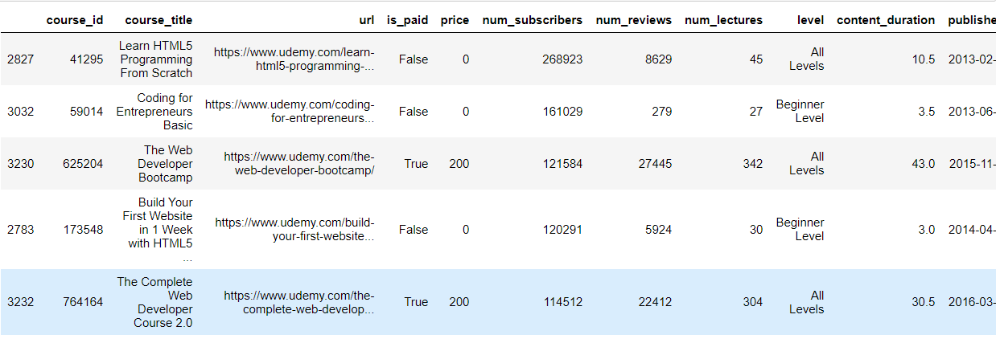 course_id course_title url is_paid price num_subscribers num_reviews num_lectures level content_duration publishe
2827 41295 Learn HTML5 Programming From Scratch https://www.udemy.com/learn-html5-programming-... False 0 268923 8629 45 All Levels 10.5 2013-02-
3032 59014 Coding for Entrepreneurs Basic https://www.udemy.com/coding-for-entrepreneurs... False 0 161029 279 27 Beginner Level 3.5 2013-06-
3230 625204 The Web Developer Bootcamp https://www.udemy.com/the-web-developer-bootcamp/ True 200 121584 27445 342 All Levels 43.0 2015-11-
2783 173548 Build Your First Website in 1 Week with HTML5 ... https://www.udemy.com/build-your-first-website... False 0 120291 5924 30 Beginner Level 3.0 2014-04-
3232 764164 The Complete Web Developer Course 2.0 https://www.udemy.com/the-complete-web-develop... True 200 114512 22412 304 All Levels 30.5 2016-03-